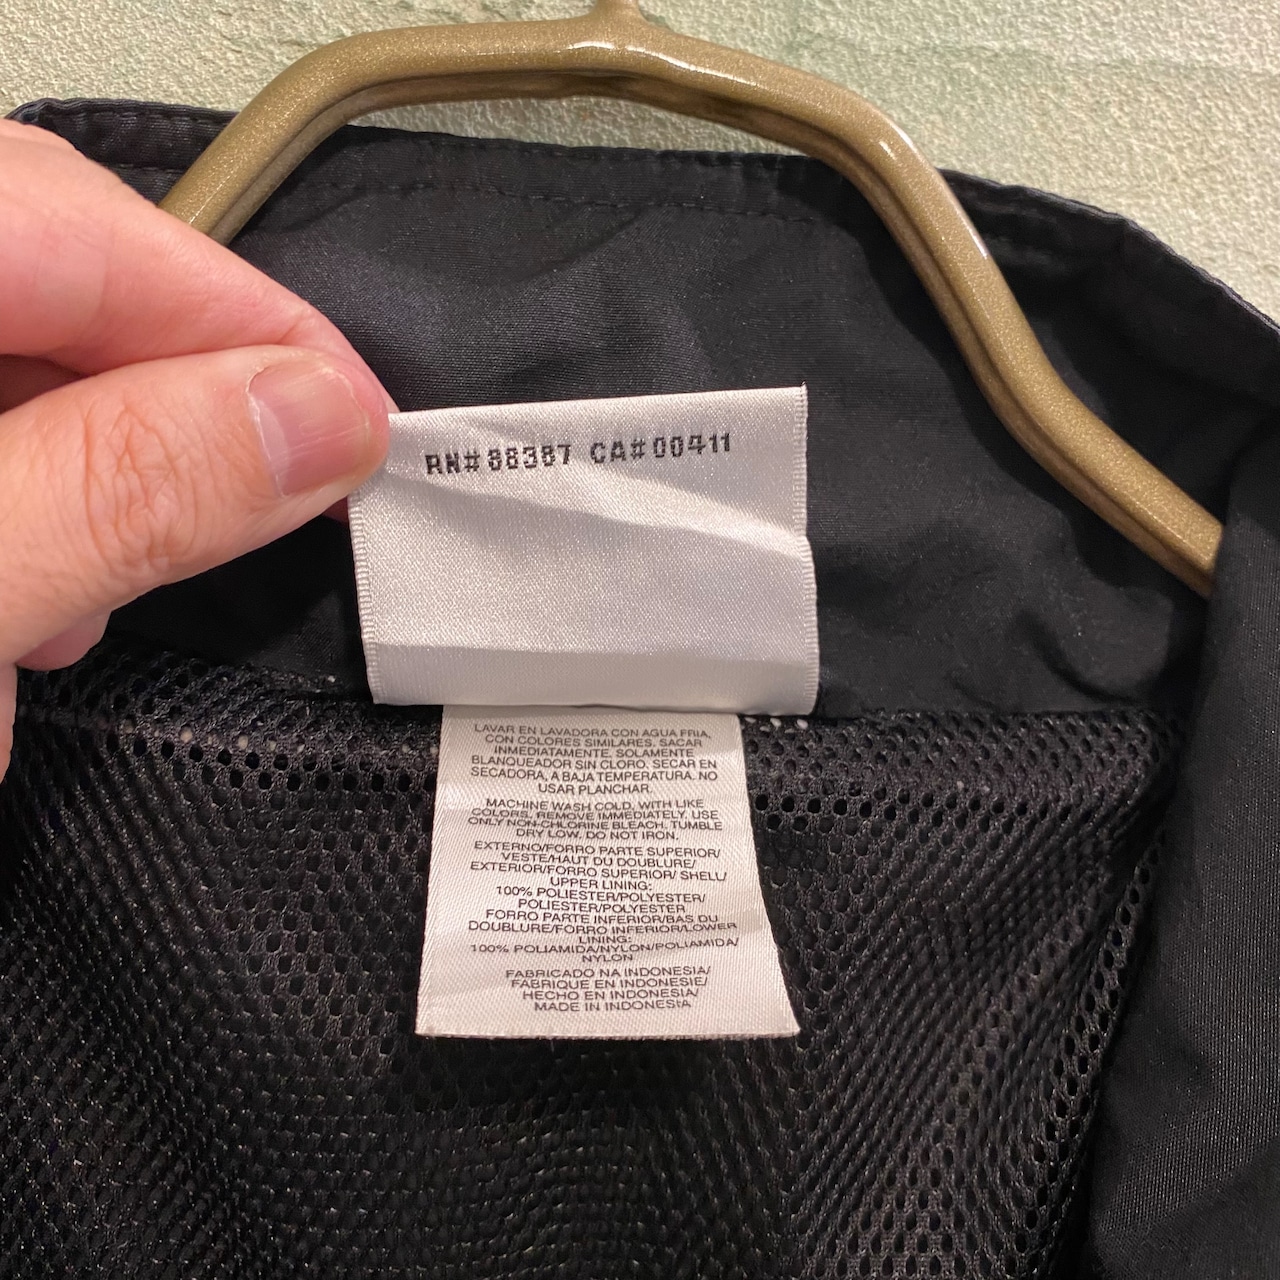 RN# 88387 CA# 00411
LAVAR EN LAVADORA CON AGUA FRIA,
CON COLORES SIMILARES. SACAR
INMEDIATAMENTE. SOLAMENTE
BLANQUEADOR SIN CLORO. SECAR EN
SECADORA, A BAJA TEMPERATURA. NO
USAR PLANCHAR.
MACHINE WASH COLD, WITH LIKE
COLORS, REMOVE IMMEDIATELY. USE
ONLY NON-CHLORINE BLEACH. TUMBLE
DRY LOW. DO NOT IRON.
EXTERNO/FORRO PARTE SUPERIOR/
VESTE/HAUT DU DOUBLURE/
EXTERIOR/FORRO SUPERIOR/ SHELL/
UPPER LINING:
100% POLIESTER/POLYESTER/
POLIESTER/POLYESTER
FORRO PARTE INFERIOR/BAS DU
DOUBLURE/FORRO INFERIOR/LOWER
LINING:
100% POLIAMIDA/NYLON/POLIAMIDA/
NYLON
FABRICADO NA INDONESIA/
FABRIQUE EN INDONESIE/
HECHO EN INDONESIA/
MADE IN INDONESIA